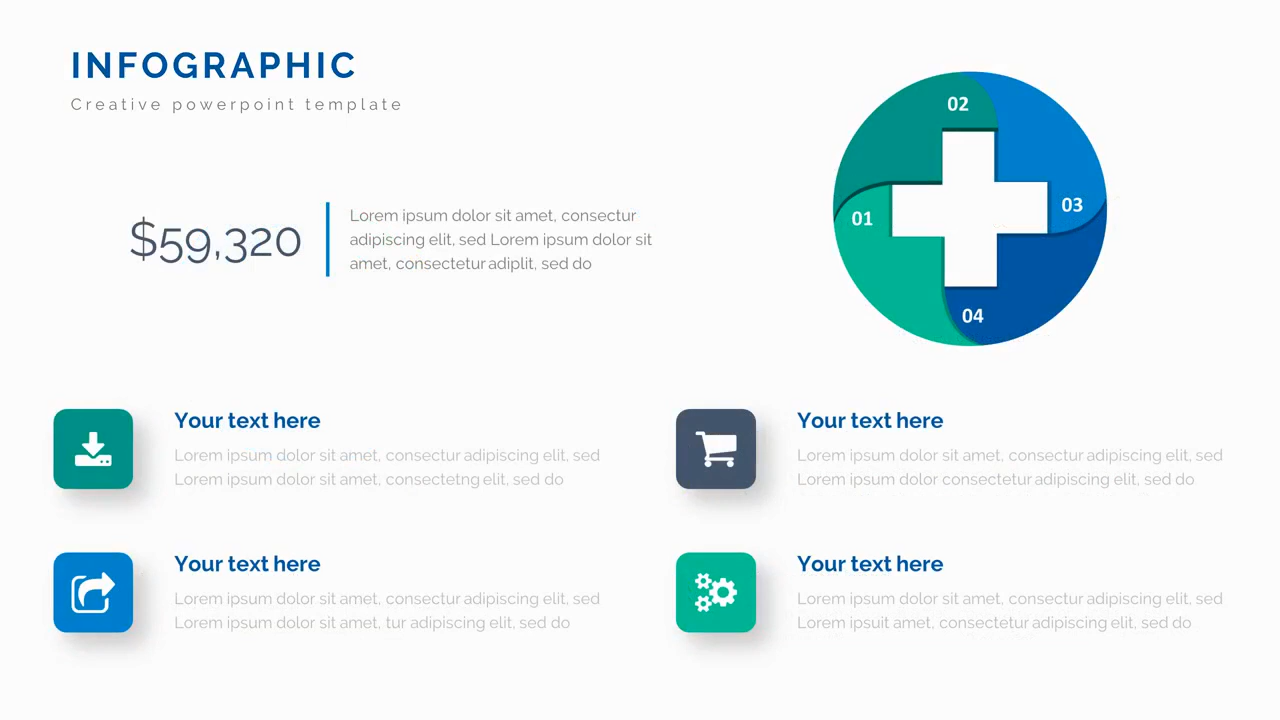 INFOGRAPHIC
Creative powerpoint template
02
03
01
04
$59,320
Lorem ipsum dolor sit amet, consectur
adipiscing elit, sed Lorem ipsum dolor sit
amet, consectetur adiplit, sed do
Your text here
Lorem ipsum dolor sit amet, consectur adipiscing elit, sed
Lorem ipsum dolor sit amet, constectetng elit, sed do
Your text here
Lorem ipsum dolor sit amet, consectur adipiscing elit, sed
Lorem ipsum dolor consectetur adipiscing elit, sed do
Your text here
Lorem ipsum dolor sit amet, consectur adipiscing elit, sed
Lorem ipsum dolor sit amet, tur adipiscing elit, sed do
Your text here
Lorem ipsum dolor sit amet, consectur adipiscing elit, sed
Lorem ipsuit amet, consectetur adipiscing elit, sed do